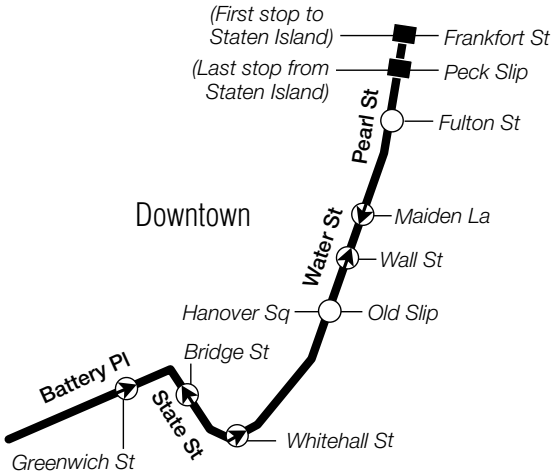 (First stop to
Staten Island)
Frankfort St
(Last stop from
Staten Island)
Peck Slip
Pearl St
Fulton St
Downtown
Maiden La
Water St
Wall St
Hanover Sq
Old Slip
Bridge St
Battery Pl
State St
Whitehall St
Greenwich St